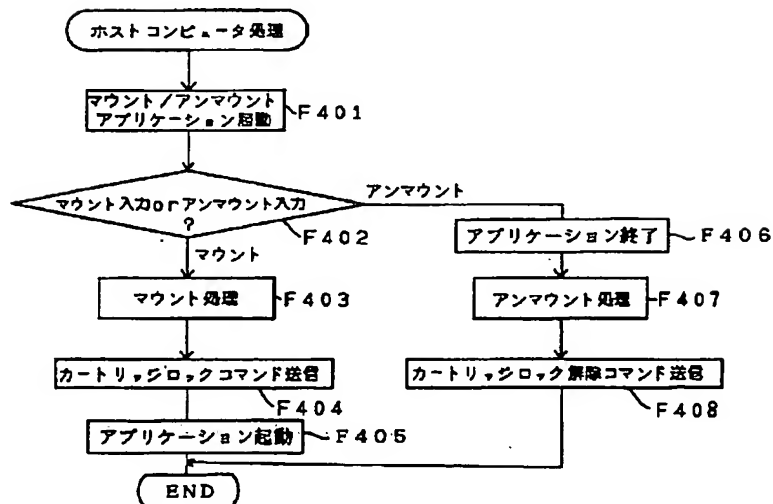 ホストコンピュータ処理
マウント/アンマウント
アプリケーション起動
F401
マウント入力orアンマウント入力
?
F402
アンマウント
マウント
マウント処理
F403
カートリッジロックコマンド送信
F404
アプリケーション起動
F405
アプリケーション終了
F406
アンマウント処理
F407
カートリッジロック解除コマンド送信
F408
END